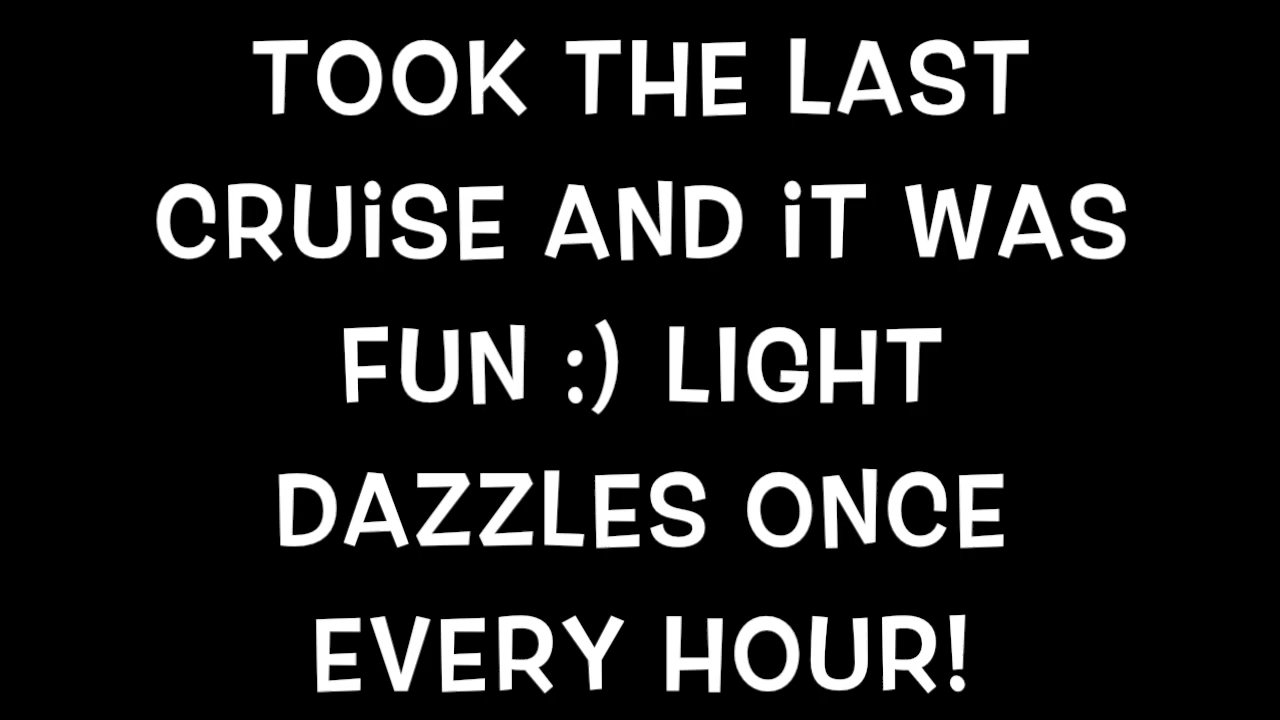 TOOK THE LAST
CRUiSE AND iT WAS
FUN :) LIGHT
DAZZLES ONCE
EVERY HOUR!